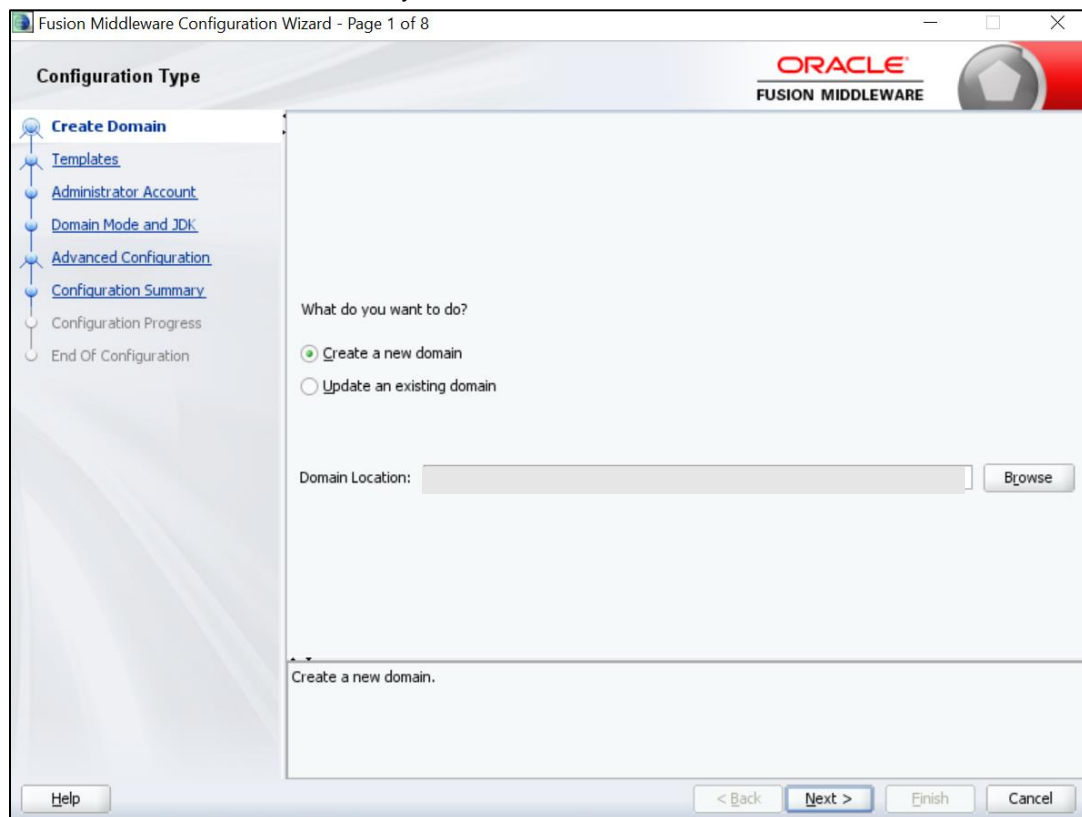 Fusion Middleware Configuration Wizard - Page 1 of 8
Configuration Type
ORACLE
FUSION MIDDLEWARE
Create Domain
Templates
Administrator Account
Domain Mode and JDK
Advanced Configuration
Configuration Summary
Configuration Progress
End Of Configuration
What do you want to do?
Create a new domain
Update an existing domain
Domain Location:
Browse
Create a new domain.
Help
< Back
Next >
Finish
Cancel